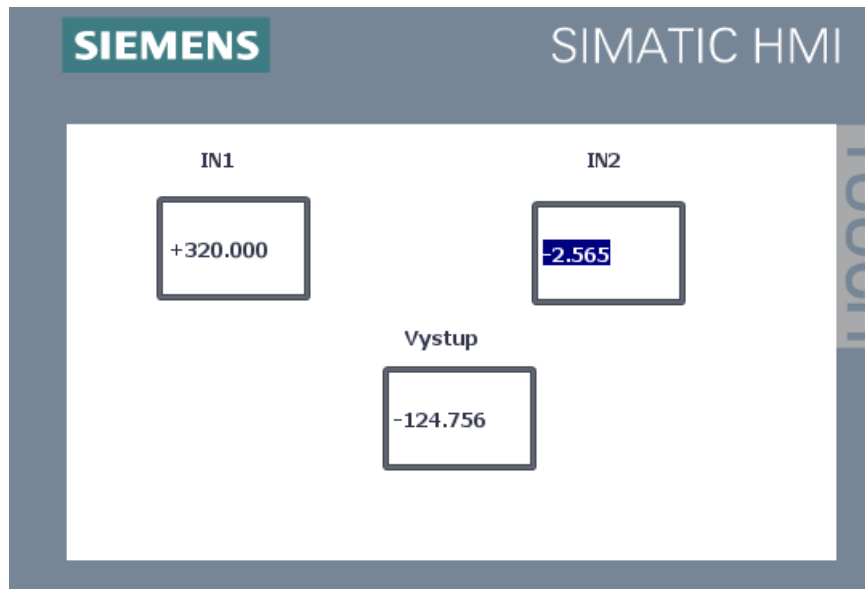 SIEMENS
SIMATIC HMI
IN1
IN2
+320.000
-2.565
Vystup
-124.756